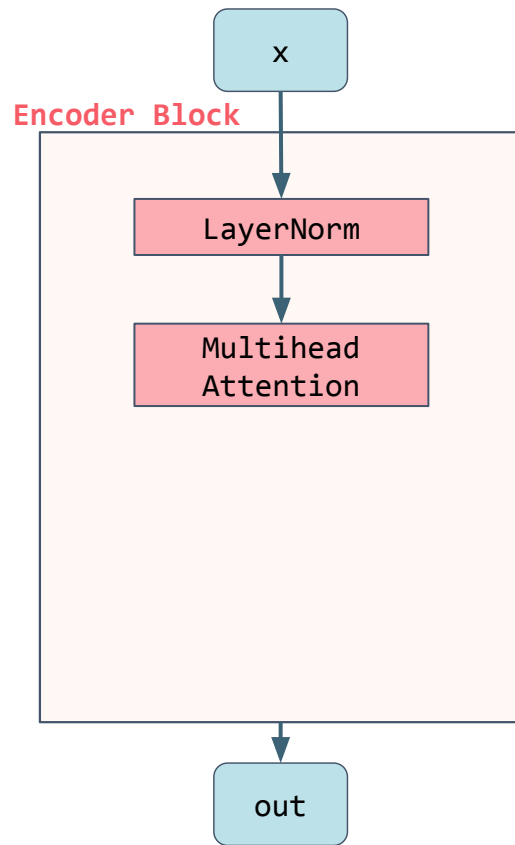 x
Encoder Block
LayerNorm
Multihead
Attention
out